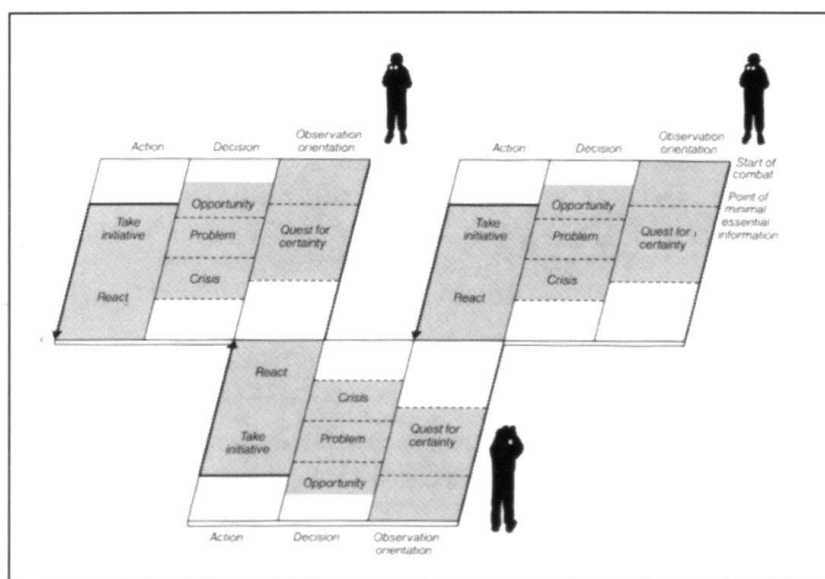 Action Decision Observation
orientation
Opportunity
Take
initiative
Problem
Quest for
certainty
Crisis
React
Action Decision Observation
orientation
Start of
combat
Opportunity
Point of
minimal
essential
information
Take
initiative
Problem
Quest for
certainty
Crisis
React
React
Crisis
Take
initiative
Problem
Quest for
certainty
Opportunity
Action Decision Observation
orientation